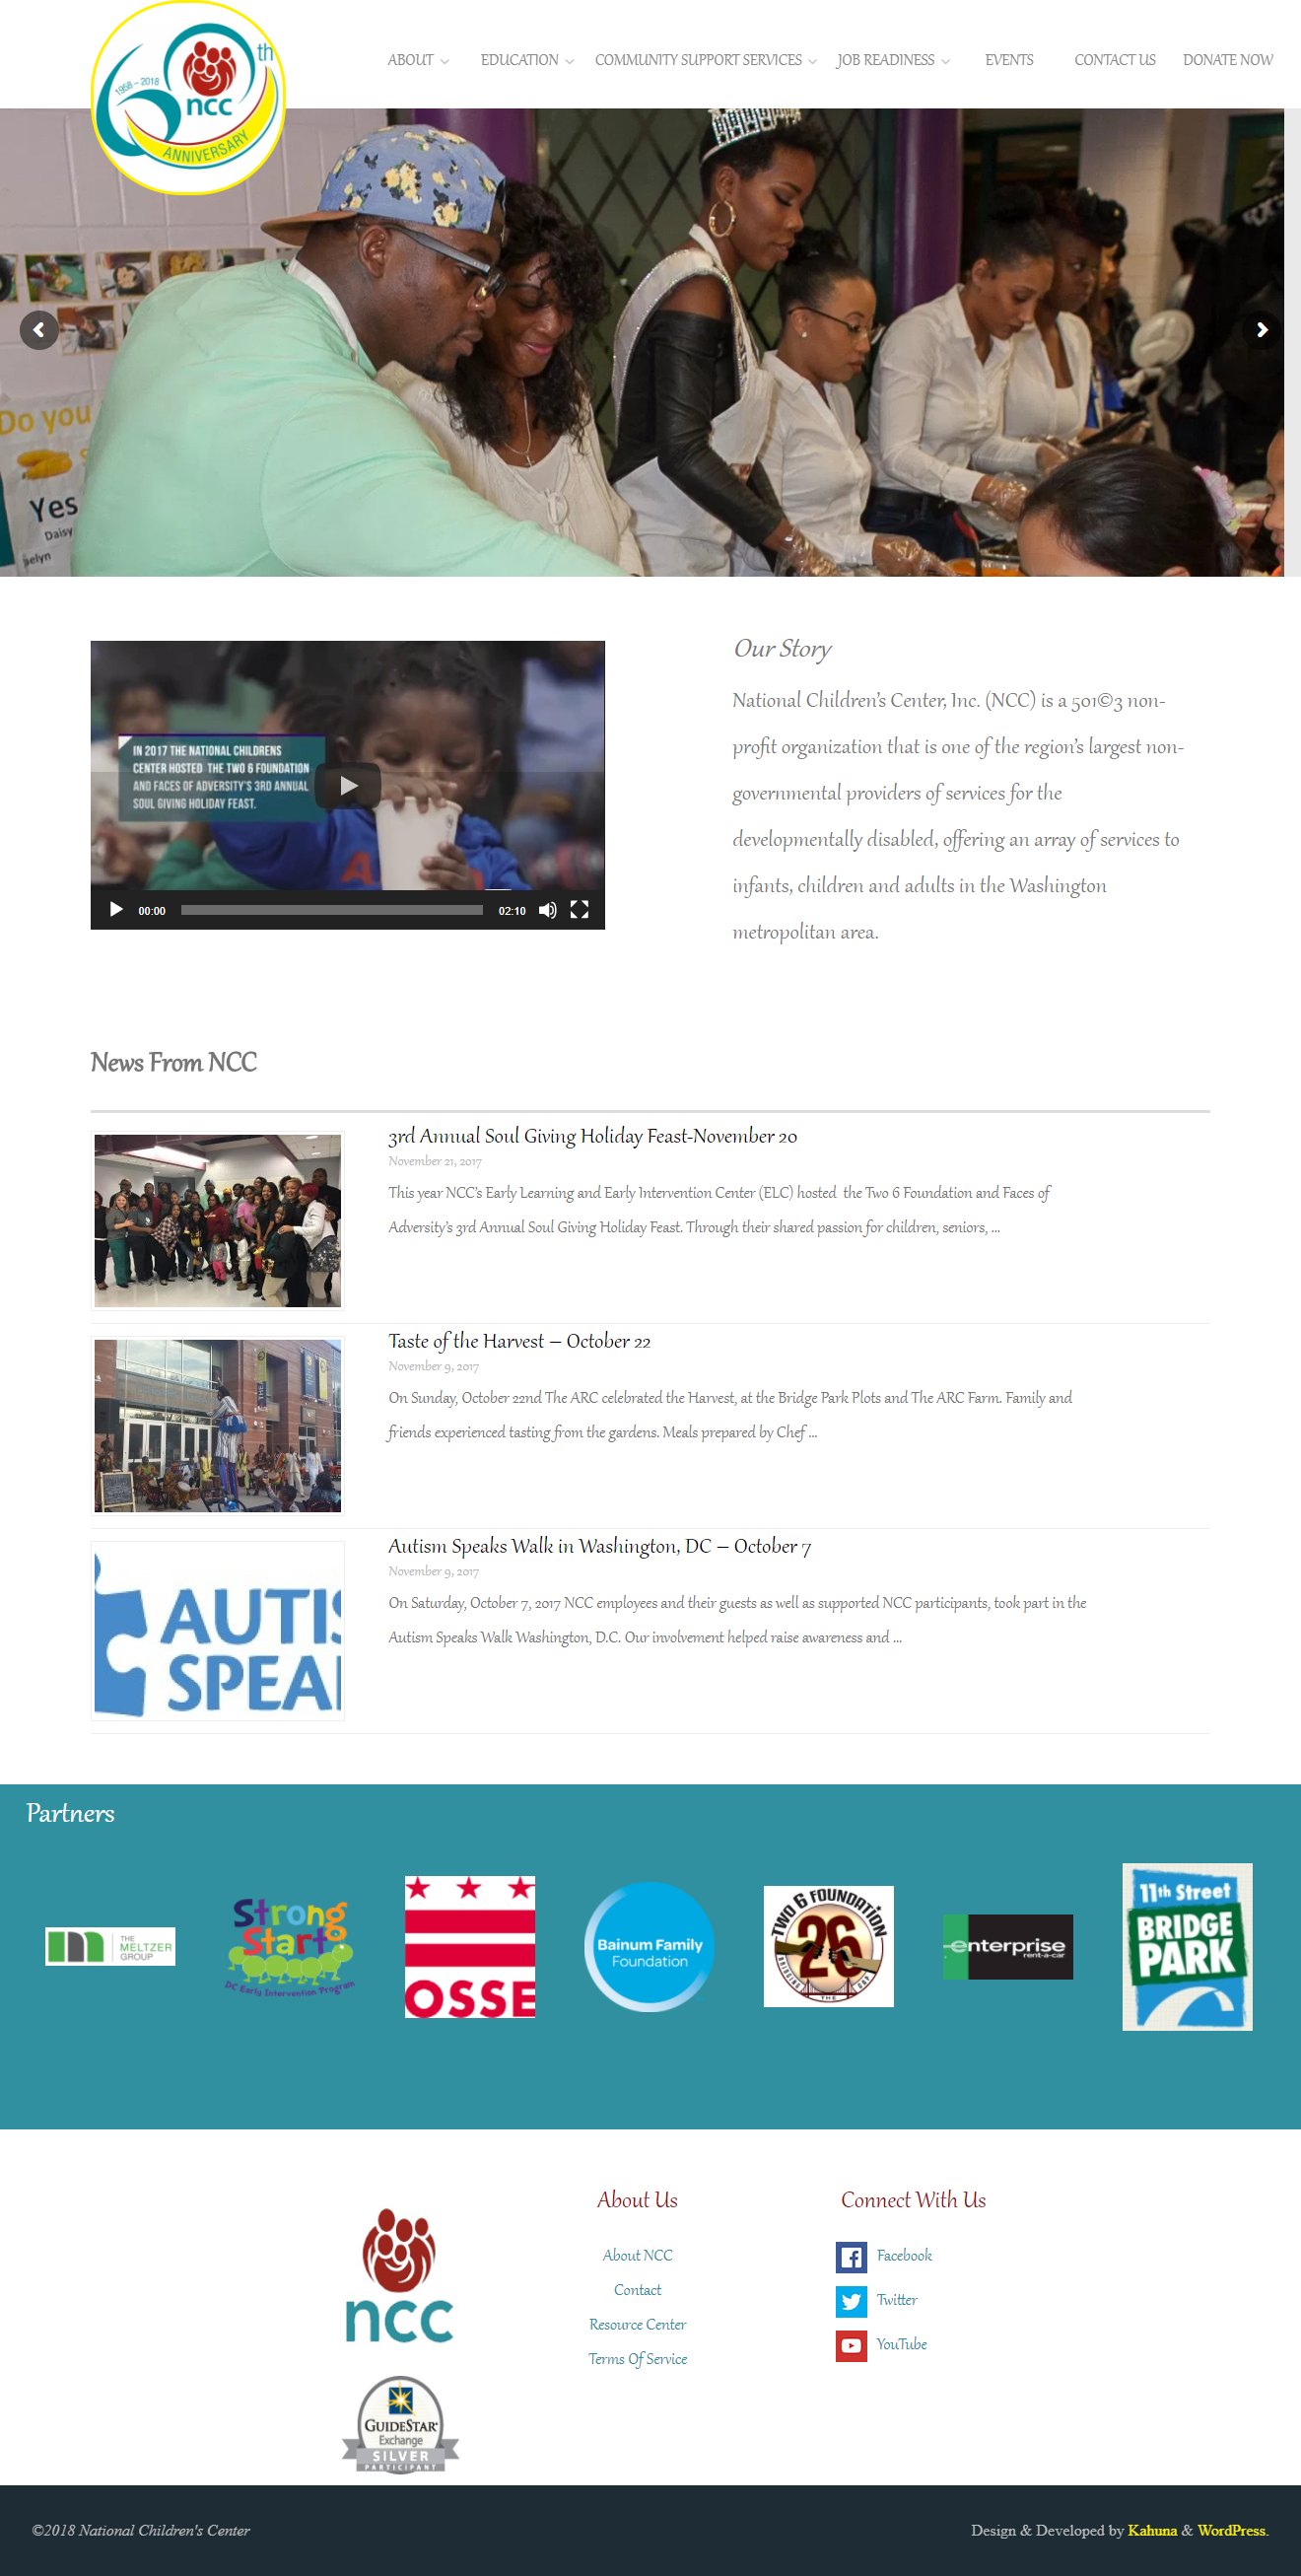 1958 - 2018
th
ncc
ANNIVERSARY
ABOUT
EDUCATION
COMMUNITY SUPPORT SERVICES
JOB READINESS
EVENTS
CONTACT US
DONATE NOW
Do you
Yes
Daisy
IN 2017 THE NATIONAL CHILDRENS
CENTER HOSTED THE TWO 6 FOUNDATION
AND FACES OF ADVERSITY'S 3RD ANNUAL
SOUL GIVING HOLIDAY FEAST.
00:00
02:10
Our Story
National Children's Center, Inc. (NCC) is a 501©3 non-
profit organization that is one of the region's largest non-
governmental providers of services for the
developmentally disabled, offering an array of services to
infants, children and adults in the Washington
metropolitan area.
News From NCC
3rd Annual Soul Giving Holiday Feast-November 20
November 21, 2017
This year NCC's Early Learning and Early Intervention Center (ELC) hosted the Two 6 Foundation and Faces of
Adversity's 3rd Annual Soul Giving Holiday Feast. Through their shared passion for children, seniors, ...
Taste of the Harvest – October 22
November 9, 2017
On Sunday, October 22nd The ARC celebrated the Harvest, at the Bridge Park Plots and The ARC Farm. Family and
friends experienced tasting from the gardens. Meals prepared by Chef ...
AUTIS
SPEA
Autism Speaks Walk in Washington, DC – October 7
November 9, 2017
On Saturday, October 7, 2017 NCC employees and their guests as well as supported NCC participants, took part in the
Autism Speaks Walk Washington, D.C. Our involvement helped raise awareness and ...
Partners
THE
MELTZER
GROUP
Strong
Start
DC Early Intervention Program
OSSE
Bainum Family
Foundation
TWO 6 FOUNDATION
26
BRIDGING THE GAP
enterprise
rent-a-car
11th Street
BRIDGE
PARK
ncc
GUIDESTAR
Exchange
SILVER
PARTICIPANT
About Us
About NCC
Contact
Resource Center
Terms Of Service
Connect With Us
Facebook
Twitter
YouTube
©2018 National Children's Center
Design & Developed by Kahuna & WordPress.